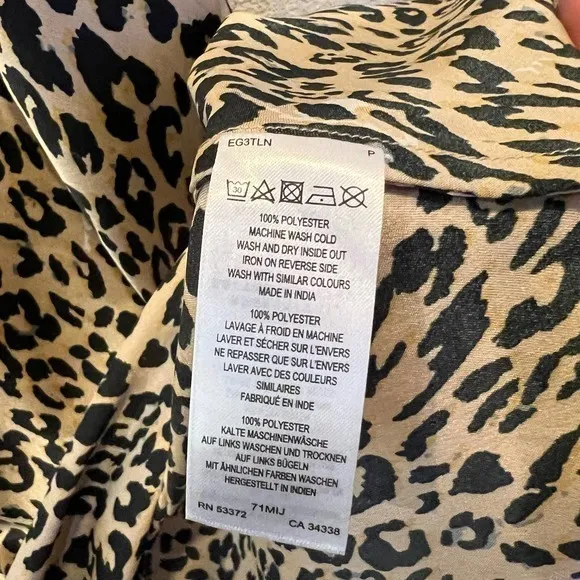 EG3TLN P
30
100% POLYESTER
MACHINE WASH COLD
WASH AND DRY INSIDE OUT
IRON ON REVERSE SIDE
WASH WITH SIMILAR COLOURS
MADE IN INDIA
100% POLYESTER
LAVAGE À FROID EN MACHINE
LAVER ET SÉCHER SUR L'ENVERS
NE REPASSER QUE SUR L'ENVERS
LAVER AVEC DES COULEURS
SIMILAIRES
FABRIQUÉ EN INDE
100% POLYESTER
KALTE MASCHINENWÄSCHE
AUF LINKS WASCHEN UND TROCKNEN
AUF LINKS BÜGELN
MIT ÄHNLICHEN FARBEN WASCHEN
HERGESTELLT IN INDIEN
RN 53372 71MIJ CA 34338